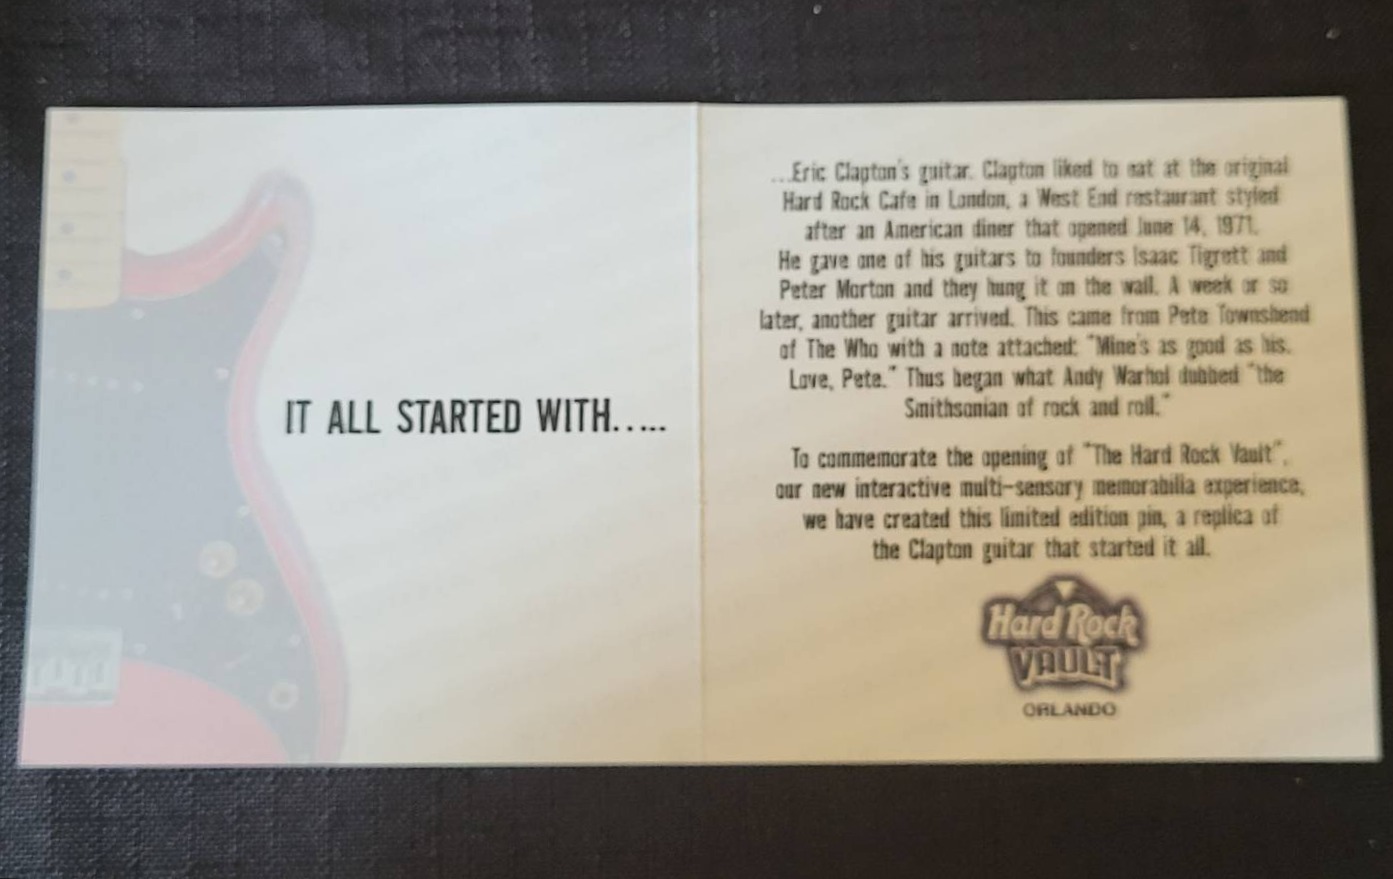 IT ALL STARTED WITH.....
...Eric Clapton's guitar. Clapton liked to eat at the original
Hard Rock Cafe in London, a West End restaurant styled
after an American diner that opened June 14, 1971.
He gave one of his guitars to founders Isaac Tigrett and
Peter Morton and they hung it on the wall. A week or so
later, another guitar arrived. This came from Pete Townshend
of The Who with a note attached: "Mine's as good as his.
Love, Pete." Thus began what Andy Warhol dubbed "the
Smithsonian of rock and roll."
To commemorate the opening of "The Hard Rock Vault",
our new interactive multi-sensory memorabilia experience,
we have created this limited edition pin, a replica of
the Clapton guitar that started it all.
Hard Rock
VAULT
ORLANDO